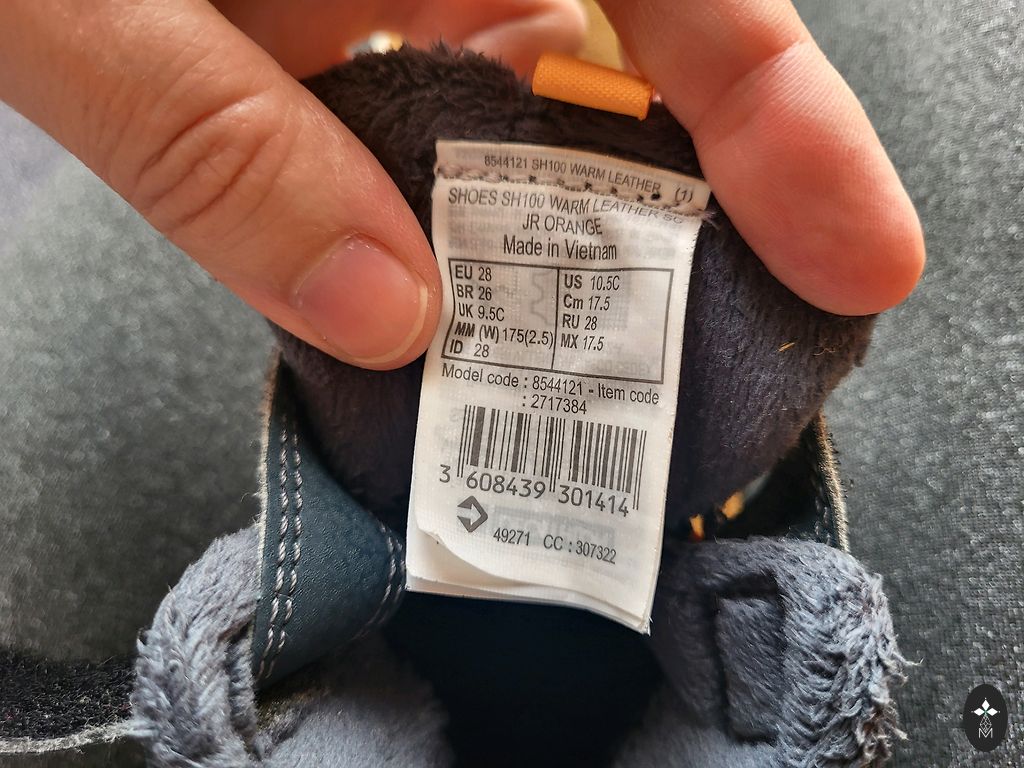 8544121 SH100 WARM LEATHER (1)
SHOES SH100 WARM LEATHER SC
JR ORANGE
Made in Vietnam
EU 28
BR 26
UK 9.5C
MM (W) 175(2.5)
ID 28
US 10.5C
Cm 17.5
RU 28
MX 17.5
Model code : 8544121 - Item code
: 2717384
3 608439 301414
49271 CC : 307322
M